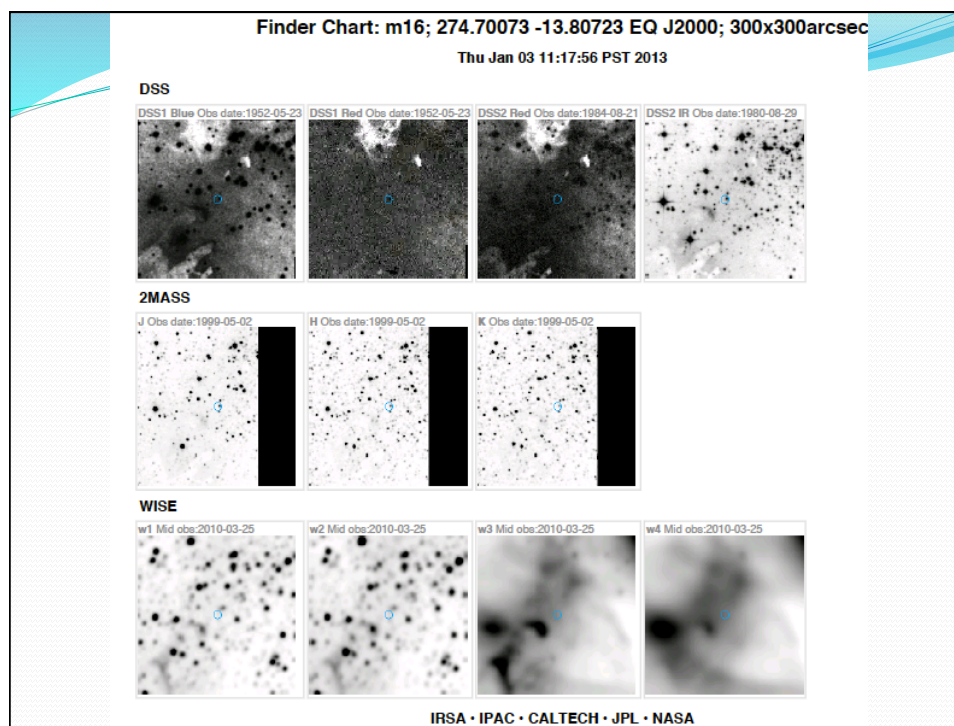 Finder Chart: m16; 274.70073 -13.80723 EQ J2000; 300x300arcsec
Thu Jan 03 11:17:56 PST 2013
DSS
DSS1 Blue Obs date:1952-05-23
DSS1 Red Obs date:1952-05-23
DSS2 Red Obs date:1984-08-21
DSS2 IR Obs date:1980-08-29
2MASS
J Obs date:1999-05-02
H Obs date:1999-05-02
K Obs date:1999-05-02
WISE
w1 Mid obs:2010-03-25
w2 Mid obs:2010-03-25
w3 Mid obs:2010-03-25
w4 Mid obs:2010-03-25
IRSA • IPAC • CALTECH • JPL • NASA